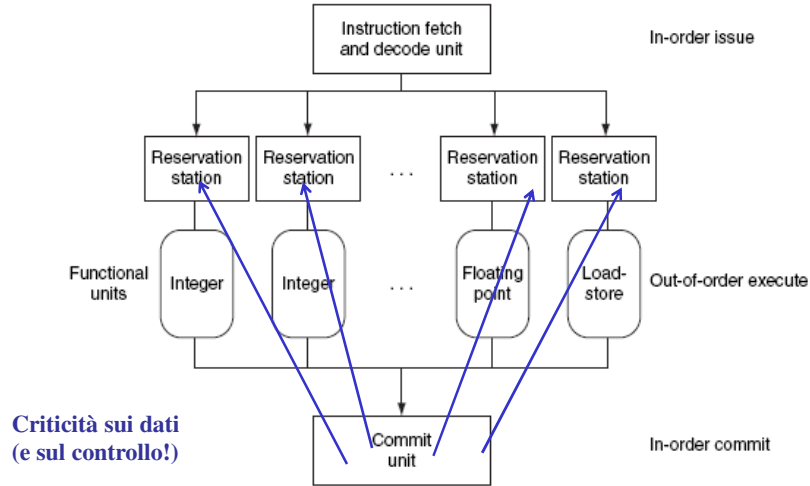 Instruction fetch
and decode unit
In-order issue
Reservation
station
Reservation
station
. . .
Reservation
station
Reservation
station
Functional
units
Integer
Integer
. . .
Floating
point
Load-
store
Out-of-order execute
Criticità sui dati
(e sul controllo!)
Commit
unit
In-order commit